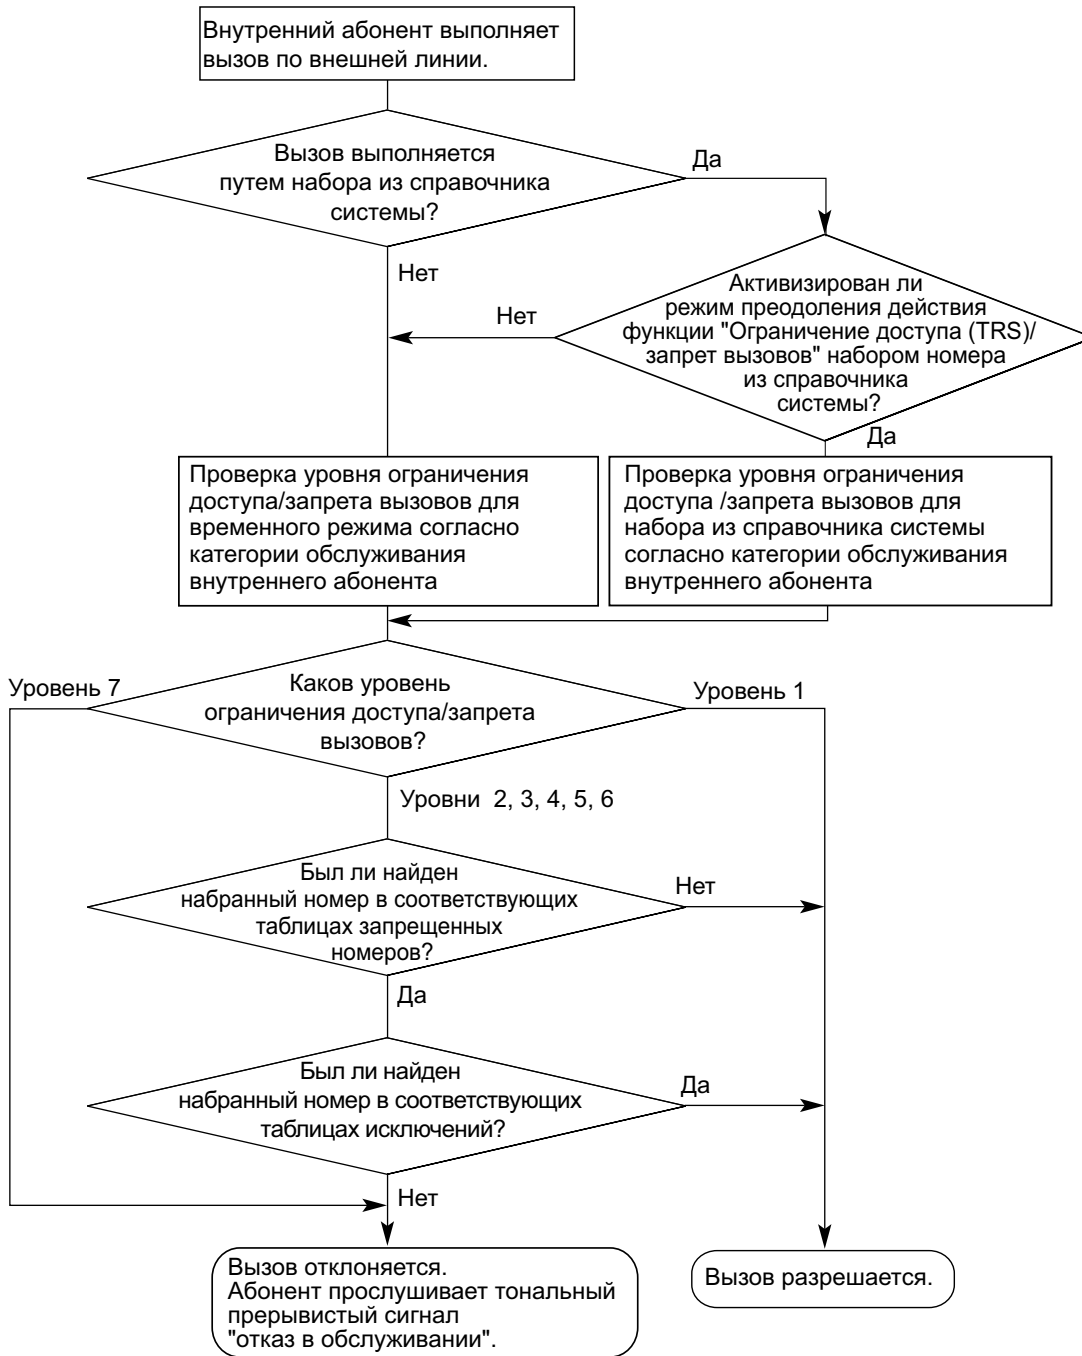 Внутренний абонент выполняет
вызов по внешней линии.
Вызов выполняется
путем набора из справочника
системы?
Да
Нет
Активизирован ли
режим преодоления действия
функции "Ограничение доступа (TRS)/
запрет вызовов" набором номера
из справочника
системы?
Нет
Да
Проверка уровня ограничения
доступа/запрета вызовов для
временного режима согласно
категории обслуживания
внутреннего абонента
Проверка уровня ограничения
доступа /запрета вызовов для
набора из справочника системы
согласно категории обслуживания
внутреннего абонента
Уровень 7
Каков уровень
ограничения доступа/запрета
вызовов?
Уровень 1
Уровни 2, 3, 4, 5, 6
Был ли найден
набранный номер в соответствующих
таблицах запрещенных
номеров?
Нет
Да
Был ли найден
набранный номер в соответствующих
таблицах исключений?
Да
Нет
Вызов отклоняется.
Абонент прослушивает тональный
прерывистый сигнал
"отказ в обслуживании".
Вызов разрешается.